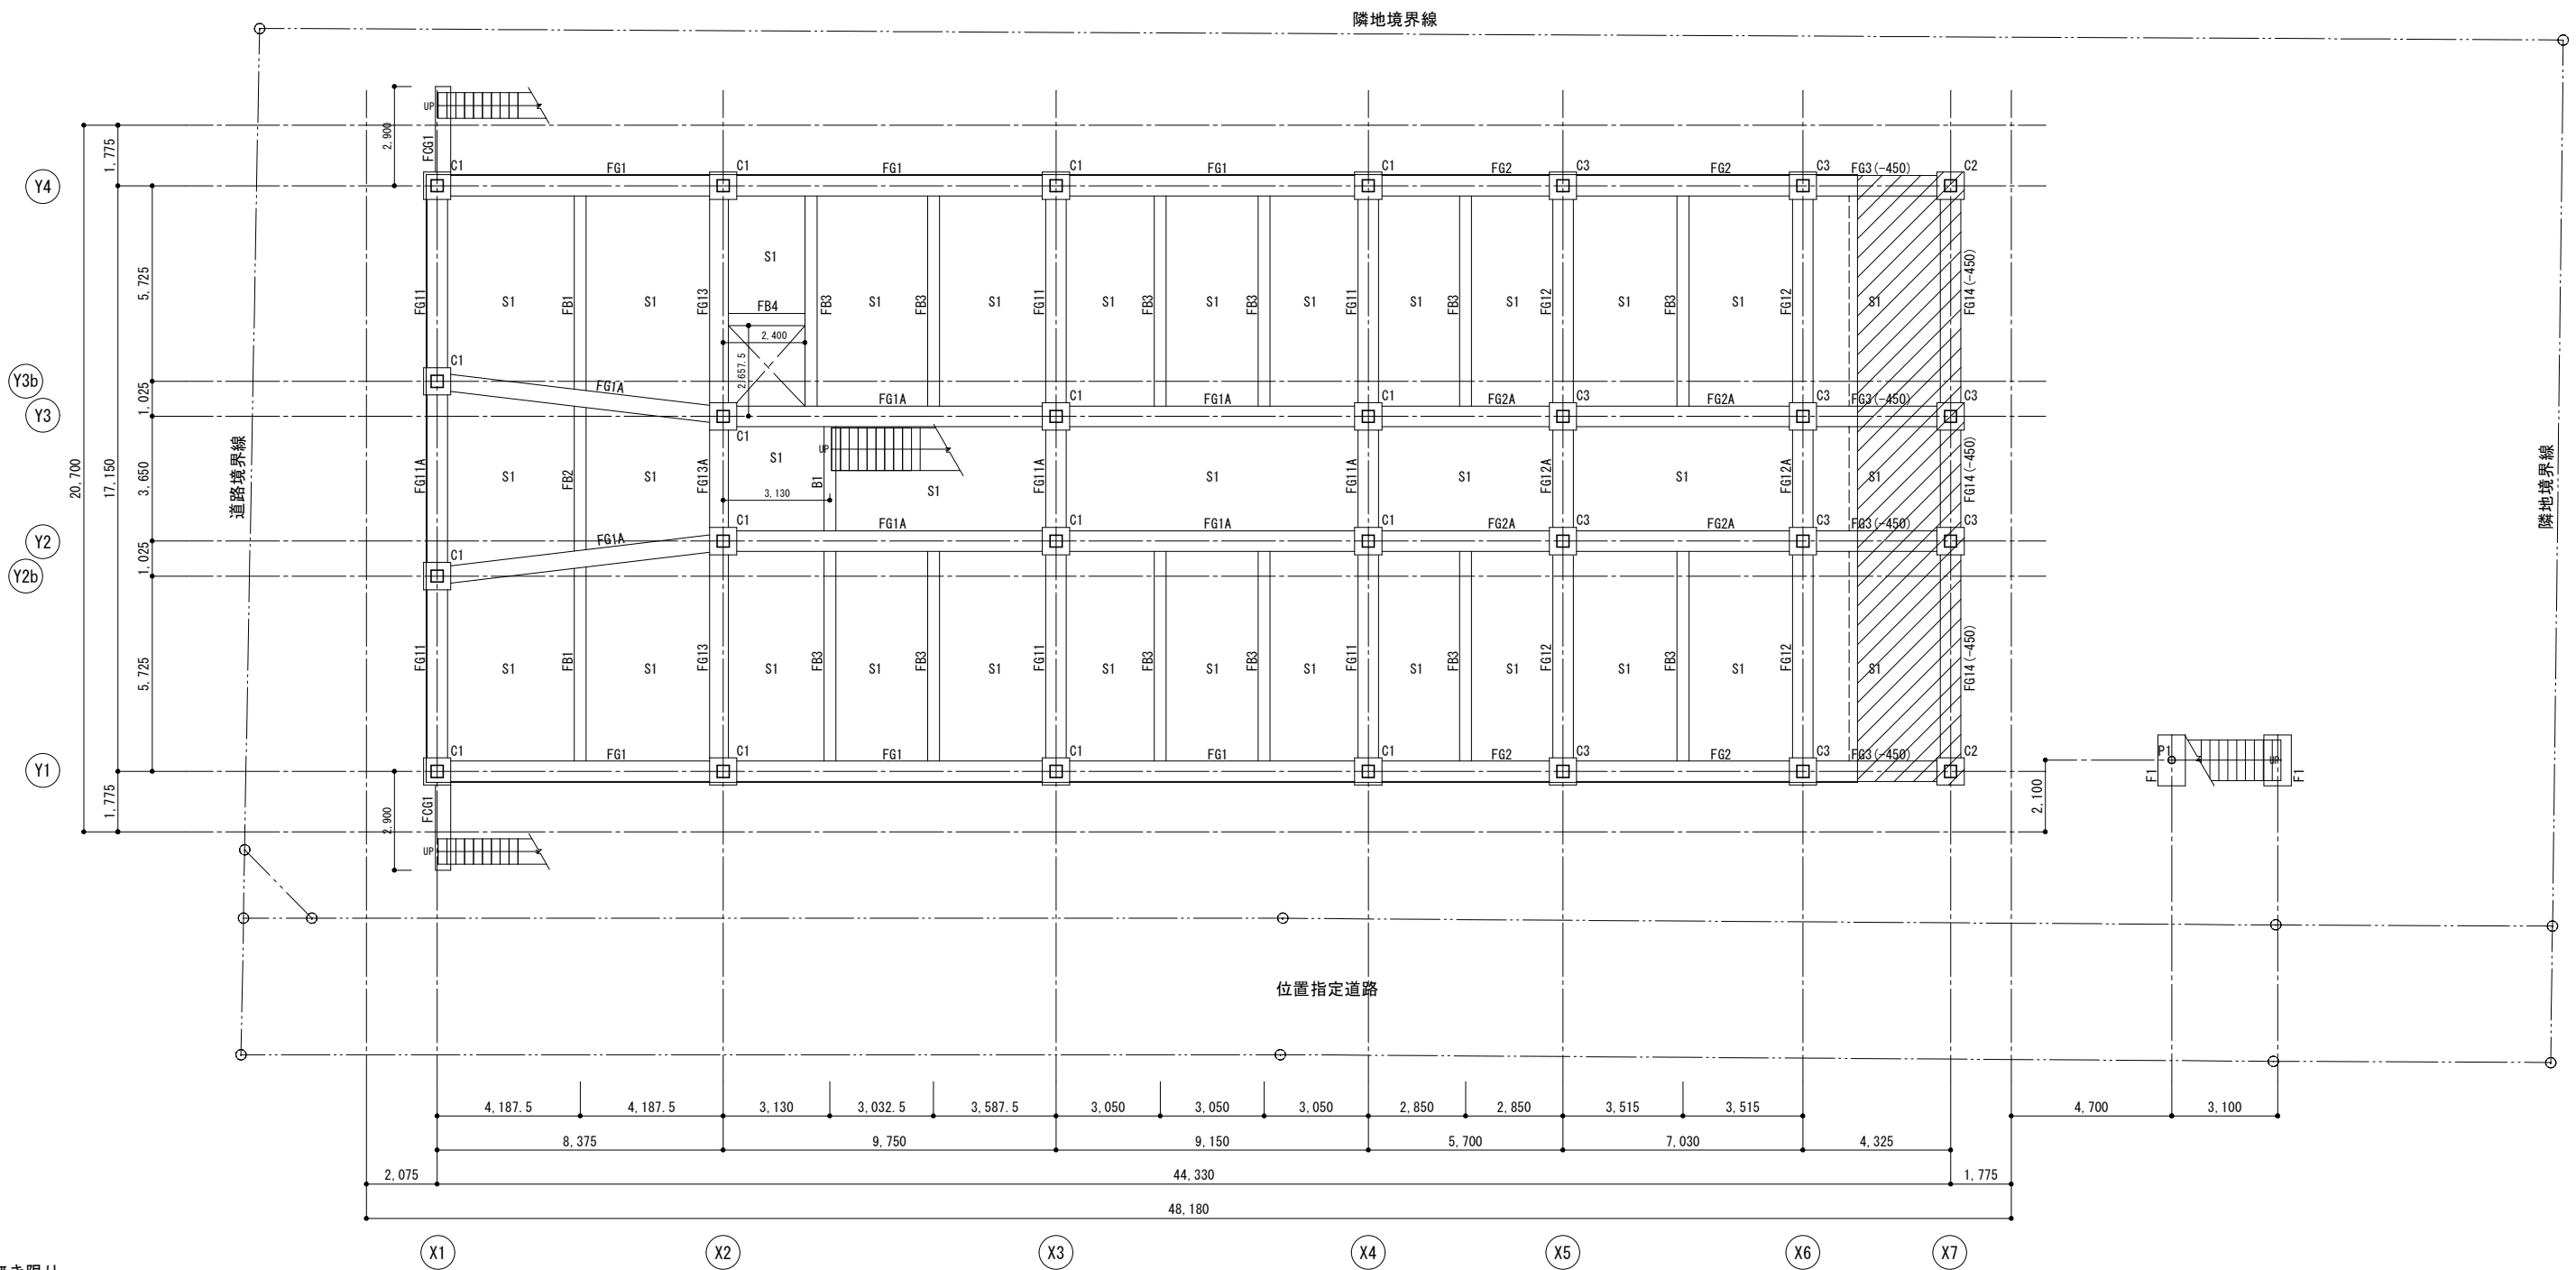 隣地境界線
UP
2,900
1,775
FCG1
C1 FG1 C1 FG1 C1 FG1 C1 FG2 C3 FG2 C3 FG3(-450) C2
Y4
5,725
S1
FG11 S1 FB1 S1 FG13 FB3 S1 FB3 S1 FG11 S1 FB3 S1 FB3 S1 FG11 S1 FB3 S1 FG12 S1 FB3 S1 FG12 S1 FG14(-450)
FB4
2,400
2,657.5
C1
Y3b
FG1A
1,025
FG1A C1 FG1A C1 FG2A C3 FG2A C3 FG3(-450) C3
Y3
C1
道路境界線
隣地境界線
20,700
17,150
3,650
UP
S1
FG11A S1 FB2 S1 FG13A B1 S1 FG11A S1 FG11A S1 FG12A S1 FG12A S1 FG14(-450)
3,130
C1 FG1A C1 FG1A C1 FG2A C3 FG2A C3 FG3(-450) C3
Y2
FG1A
C1
1,025
Y2b
5,725
FG11 S1 FB1 S1 FG13 S1 FB3 S1 FB3 S1 FG11 S1 FB3 S1 FB3 S1 FG11 S1 FB3 S1 FG12 S1 FB3 S1 FG12 S1 FG14(-450)
C1 FG1 C1 FG1 C1 FG1 C1 FG2 C3 FG2 C3 FG3(-450) C2
P1
UP
F1 F1
Y1
1,775
FCG1
2,900
2,100
UP
位置指定道路
4,187.5 4,187.5 3,130 3,032.5 3,587.5 3,050 3,050 3,050 2,850 2,850 3,515 3,515 4,700 3,100
8,375 9,750 9,150 5,700 7,030 4,325
2,075 44,330 1,775
48,180
X1 X2 X3 X4 X5 X6 X7
き限り